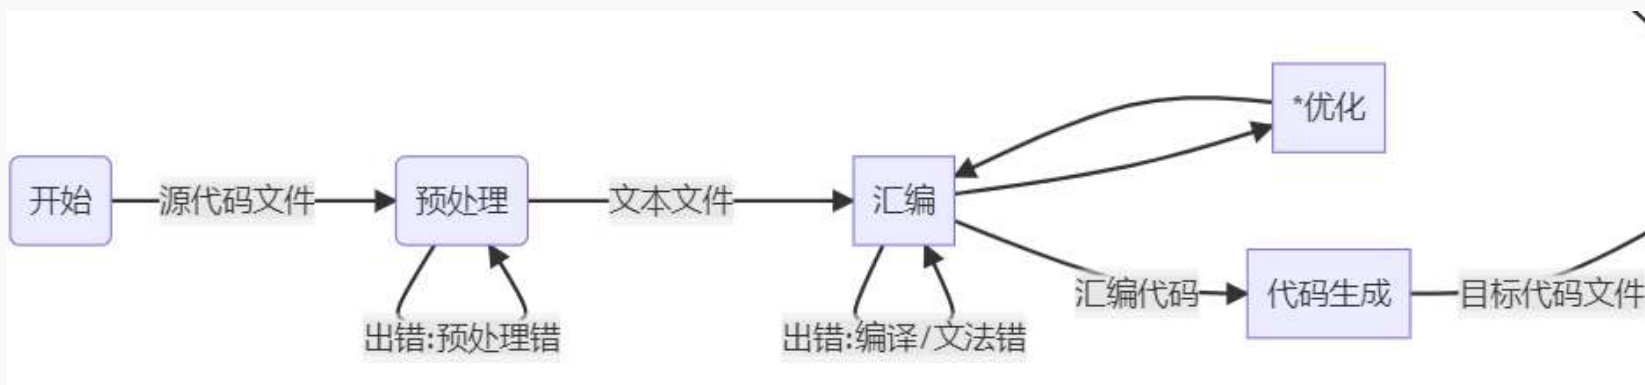 开始
源代码文件
预处理
出错:预处理错
文本文件
汇编
出错:编译/文法错
*优化
汇编代码
代码生成
目标代码文件